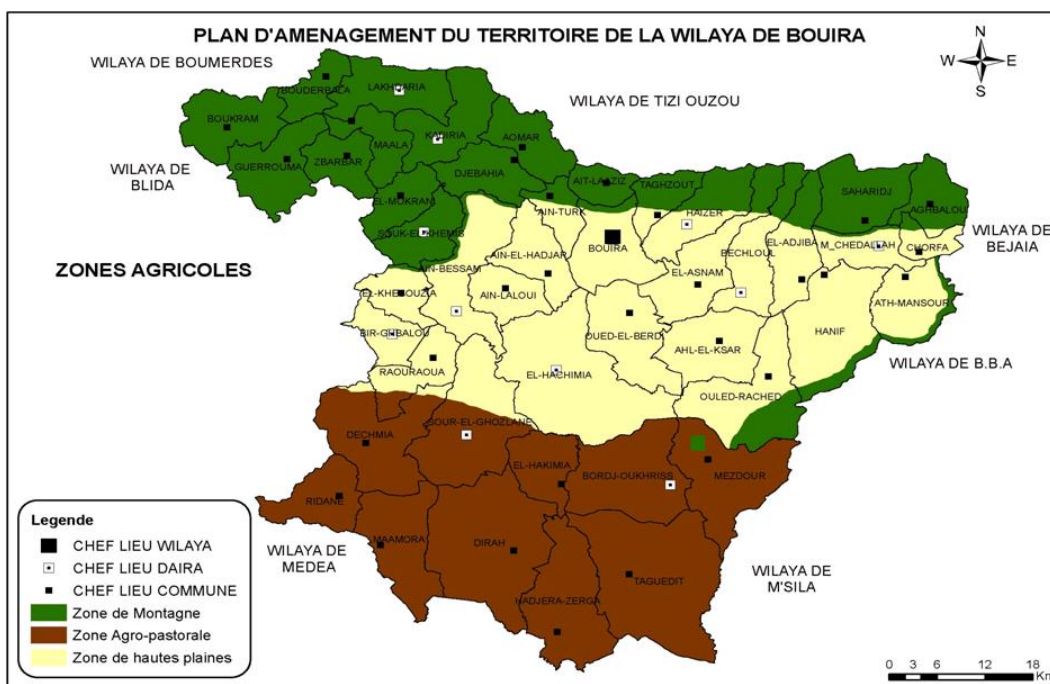 PLAN D'AMENAGEMENT DU TERRITOIRE DE LA WILAYA DE BOUIRA
N
W E
S
WILAYA DE BOUMERDES
WILAYA DE TIZI OUZOU
WILAYA DE
BLIDA
WILAYA DE
BEJAIA
ZONES AGRICOLES
WILAYA DE B.B.A
WILAYA DE
MEDEA
WILAYA DE
M'SILA
LAKHDARIA
BOUDERBALA
BOUKRAM
KADIRIA
AOMAR
MAALA
GUERROUMA
ZBARBAR
DJEBAHIA
EL-MOKRANI
SOUK-EL-KHEMIS
AIT-LAAZIZ
TAGHZOUT
SAHARIDJ
AGHBALOU
AIN-TURK
HAIZER
BOUIRA
AIN-EL-HADJAR
BECHLOUL
EL-ADJIBA
M_CHEDALLAH
CHORFA
AIN-BESSAM
EL-ASNAM
EL-KHEBOUZIA
AIN-LALOUI
ATH-MANSOUR
BIR-GHBALOU
OUED-EL-BERDI
HANIF
AHL-EL-KSAR
RAOURAOUA
EL-HACHIMIA
OULED-RACHED
SOUR-EL-GHOZLANE
DECHMIA
EL-HAKIMIA
BORDJ-OUKHRISS
MEZDOUR
RIDANE
MAAMORA
DIRAH
TAGUEDIT
HADJERA-ZERGA
Legende
CHEF LIEU WILAYA
CHEF LIEU DAIRA
CHEF LIEU COMMUNE
Zone de Montagne
Zone Agro-pastorale
Zone de hautes plaines
0 3 6 12 18
Km